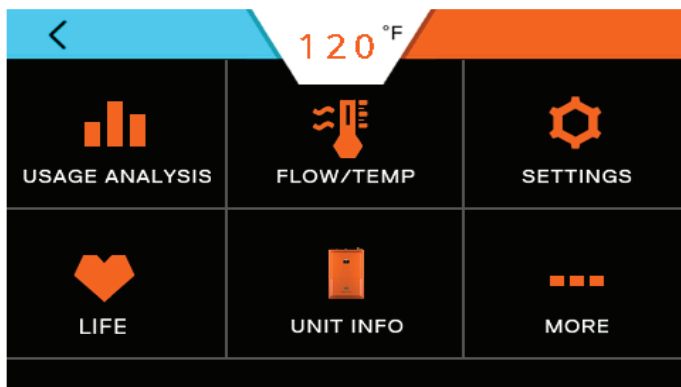 120 °F
USAGE ANALYSIS
FLOW/TEMP
SETTINGS
LIFE
UNIT INFO
MORE